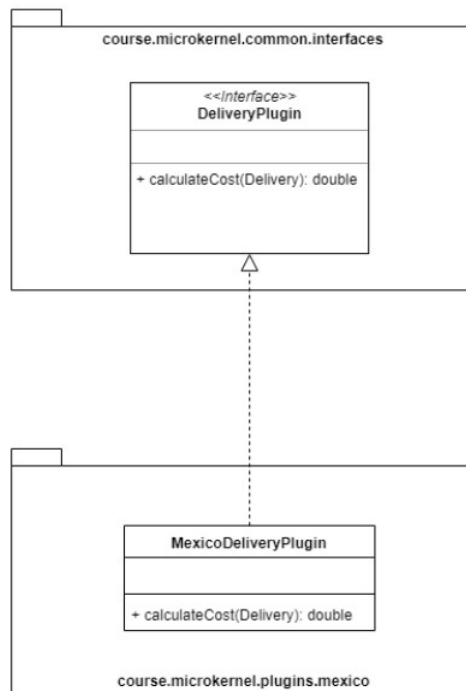 course.microkernel.common.interfaces
<<Interface>>
DeliveryPlugin
+ calculateCost(Delivery): double
MexicoDeliveryPlugin
+ calculateCost(Delivery): double
course.microkernel.plugins.mexico